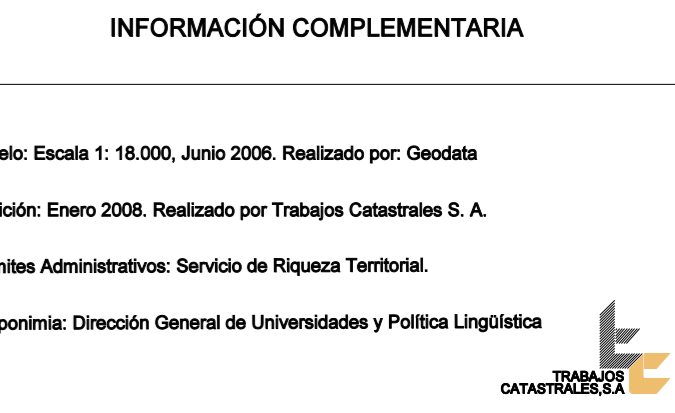 INFORMACIÓN COMPLEMENTARIA
elo: Escala 1: 18.000, Junio 2006. Realizado por: Geodata
ición: Enero 2008. Realizado por Trabajos Catastrales S. A.
mites Administrativos: Servicio de Riqueza Territorial.
ponimia: Dirección General de Universidades y Política Lingüística
TRABAJOS
CATASTRALES,S.A